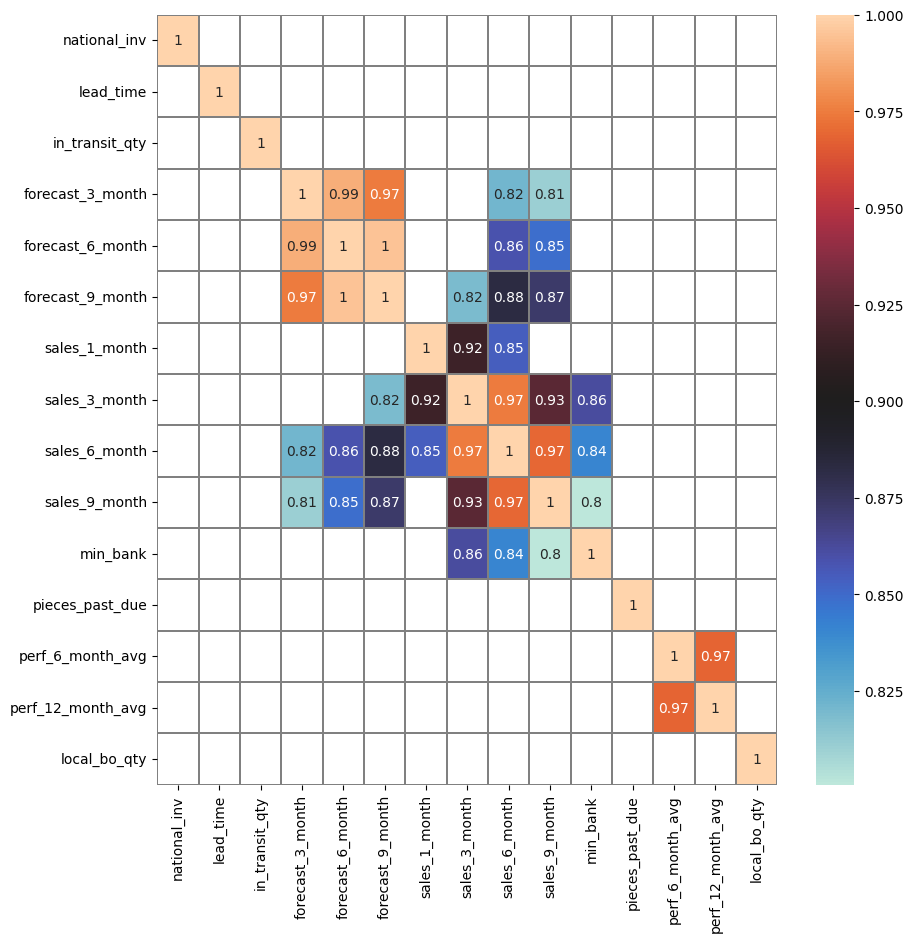 national_inv 1
lead_time 1
in_transit_qty 1
forecast_3_month 1 0.99 0.97 0.82 0.81
forecast_6_month 0.99 1 1 0.86 0.85
forecast_9_month 0.97 1 1 0.82 0.88 0.87
sales_1_month 1 0.92 0.85
sales_3_month 0.82 0.92 1 0.97 0.93 0.86
sales_6_month 0.82 0.86 0.88 0.85 0.97 1 0.97 0.84
sales_9_month 0.81 0.85 0.87 0.93 0.97 1 0.8
min_bank 0.86 0.84 0.8 1
pieces_past_due 1
perf_6_month_avg 1 0.97
perf_12_month_avg 0.97 1
local_bo_qty 1
national_inv
lead_time
in_transit_qty
forecast_3_month
forecast_6_month
forecast_9_month
sales_1_month
sales_3_month
sales_6_month
sales_9_month
min_bank
pieces_past_due
perf_6_month_avg
perf_12_month_avg
local_bo_qty
1.000
0.975
0.950
0.925
0.900
0.875
0.850
0.825